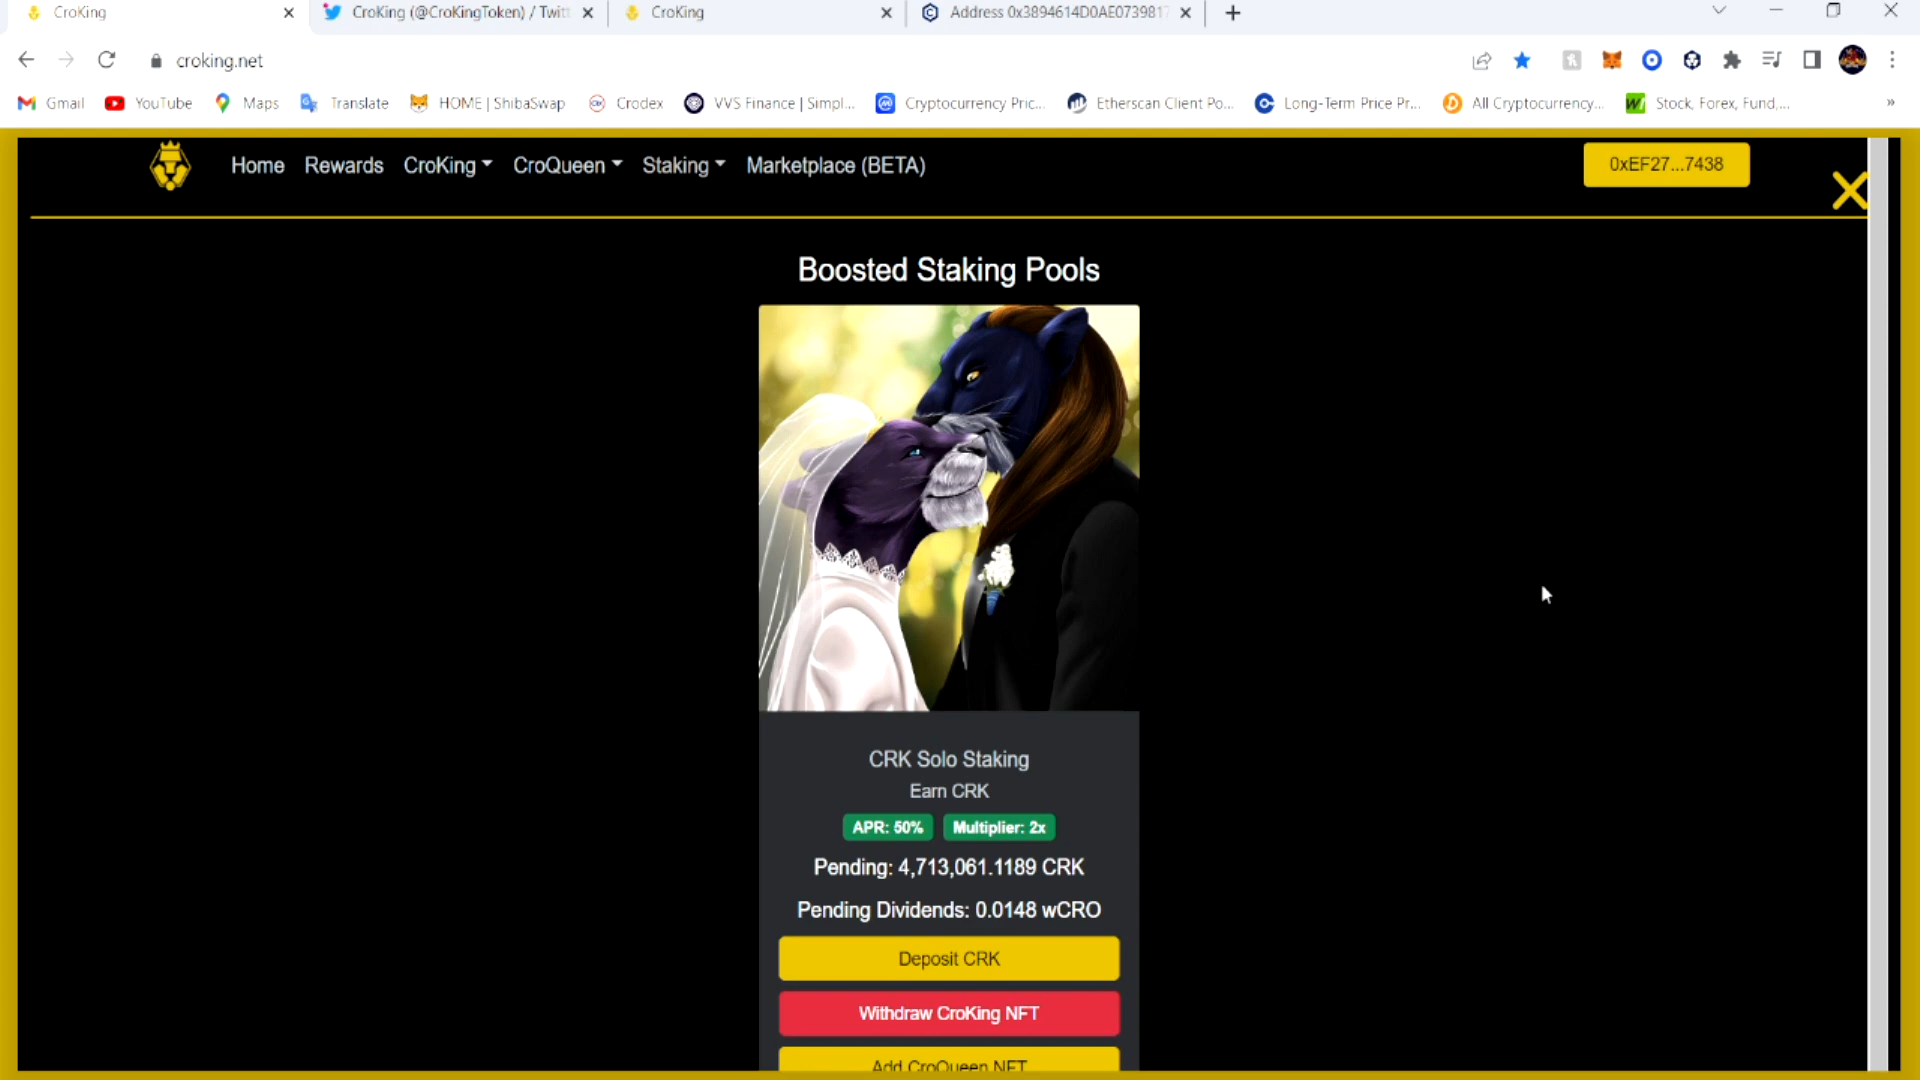 CroKing
CroKing (@CroKingToken) / Twitt
CroKing
Address 0x3894614D0AE0739817
croking.net
Gmail
YouTube
Maps
Translate
HOME | ShibaSwap
Crodex
VVS Finance | Simpl...
Cryptocurrency Pric...
Etherscan Client Po...
Long-Term Price Pr...
All Cryptocurrency...
Stock, Forex, Fund,...
Home
Rewards
CroKing
CroQueen
Staking
Marketplace (BETA)
0xEF27...7438
Boosted Staking Pools
CRK Solo Staking
Earn CRK
APR: 50%
Multiplier: 2x
Pending: 4,713,061.1189 CRK
Pending Dividends: 0.0148 wCRO
Deposit CRK
Withdraw CroKing NFT
Add CroQueen NFT